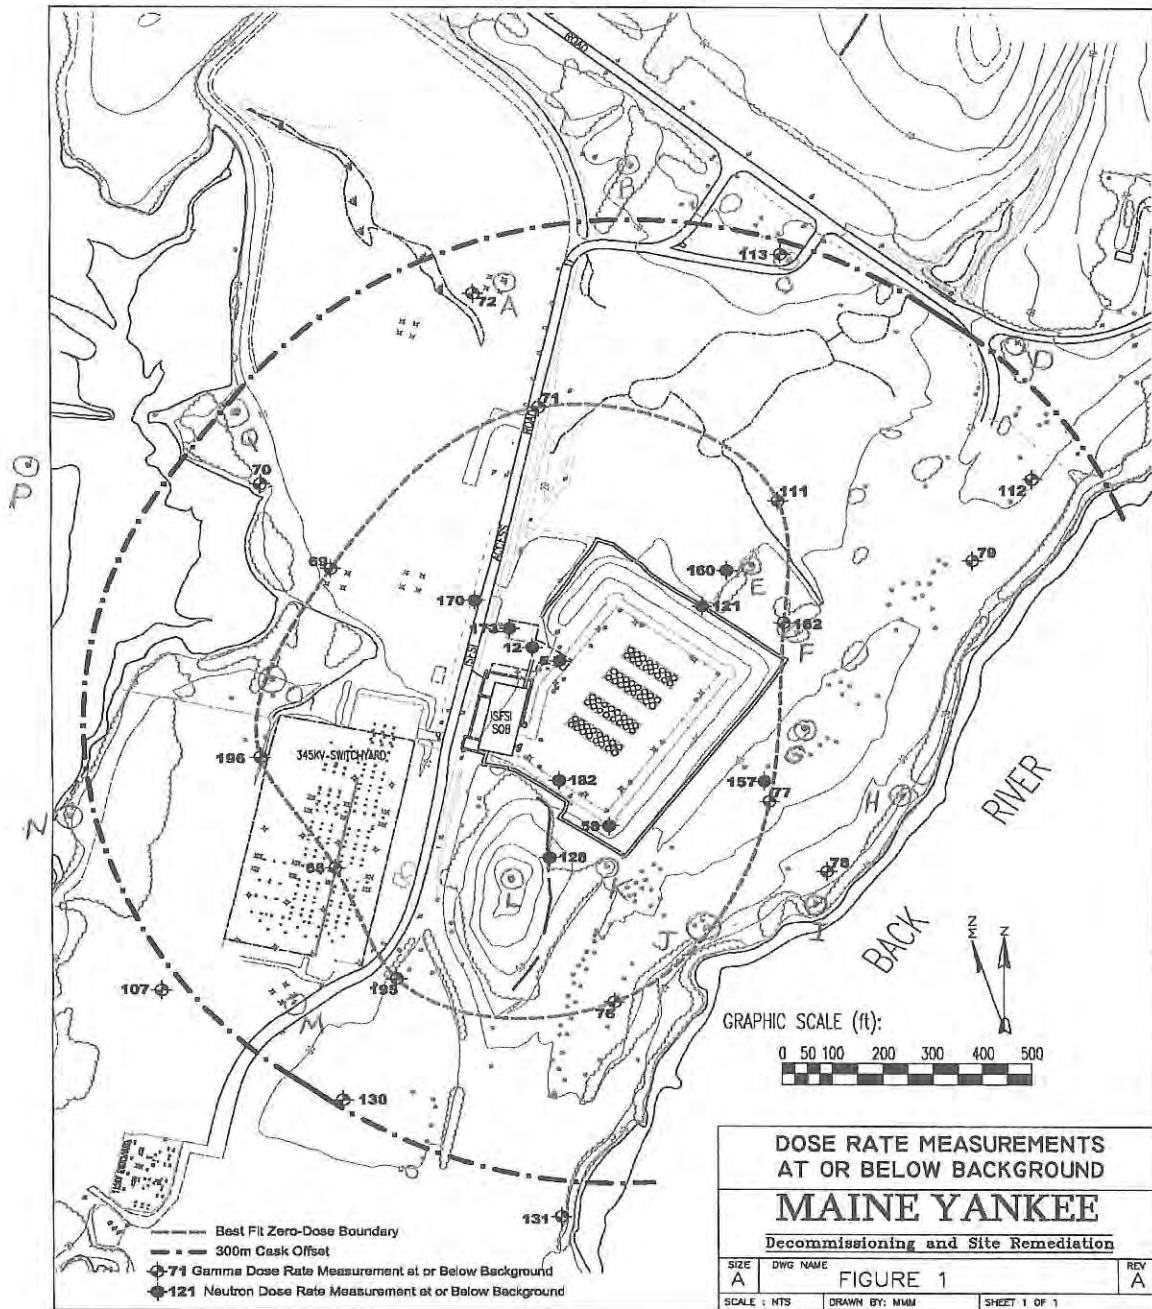 ROAD
B
113
72
A
C
D
71
ROAD
Q
70
P
112
111
79
69
160
E
ACCESS
170
121
173
162
F
12
ISFSI
ISFSI
SOB
O
345KV-SWITCHYARD
196
G
182
157
77
H
RIVER
N
59
128
66
78
L
K
J
I
BACK
195
76
107
M
N
GRAPHIC SCALE (ft):
0 50 100 200 300 400 500
130
131
DOSE RATE MEASUREMENTS
AT OR BELOW BACKGROUND
MAINE YANKEE
Decommissioning and Site Remediation
Best Fit Zero-Dose Boundary
300m Cask Offset
71 Gamma Dose Rate Measurement at or Below Background
121 Neutron Dose Rate Measurement at or Below Background
SIZE
A
DWG NAME
FIGURE 1
REV
A
SCALE : NTS
DRAWN BY: MMM
SHEET 1 OF 1